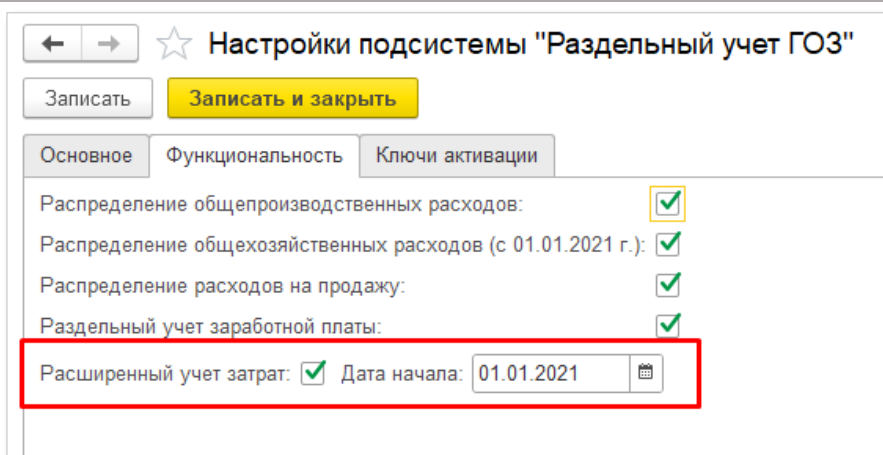 Настройки подсистемы "Раздельный учет ГОЗ"
Записать Записать и закрыть
Основное Функциональность Ключи активации
Распределение общепроизводственных расходов:
Распределение общехозяйственных расходов (с 01.01.2021 г.):
Распределение расходов на продажу:
Раздельный учет заработной платы:
Расширенный учет затрат: Дата начала: 01.01.2021